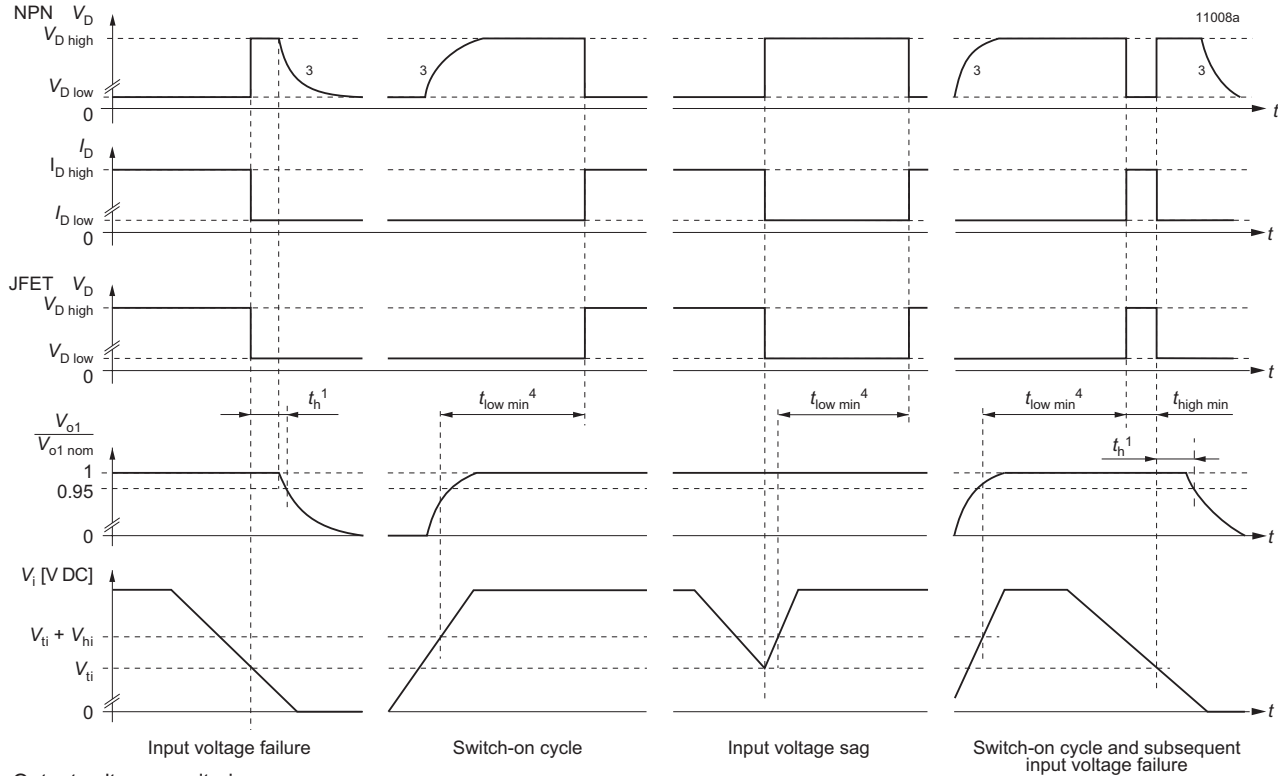 NPN V_D
11008a
V_D high
3
3
3
3
V_D low
0
t
I_D
I_D high
I_D low
0
t
JFET V_D
V_D high
V_D low
0
t
t_h^1
t_low min^4
t_low min^4
t_low min^4
t_high min
V_o1
V_o1 nom
t_h^1
1
0.95
0
t
V_i [V DC]
V_ti + V_hi
V_ti
0
t
Input voltage failure
Switch-on cycle
Input voltage sag
Switch-on cycle and subsequent
input voltage failure